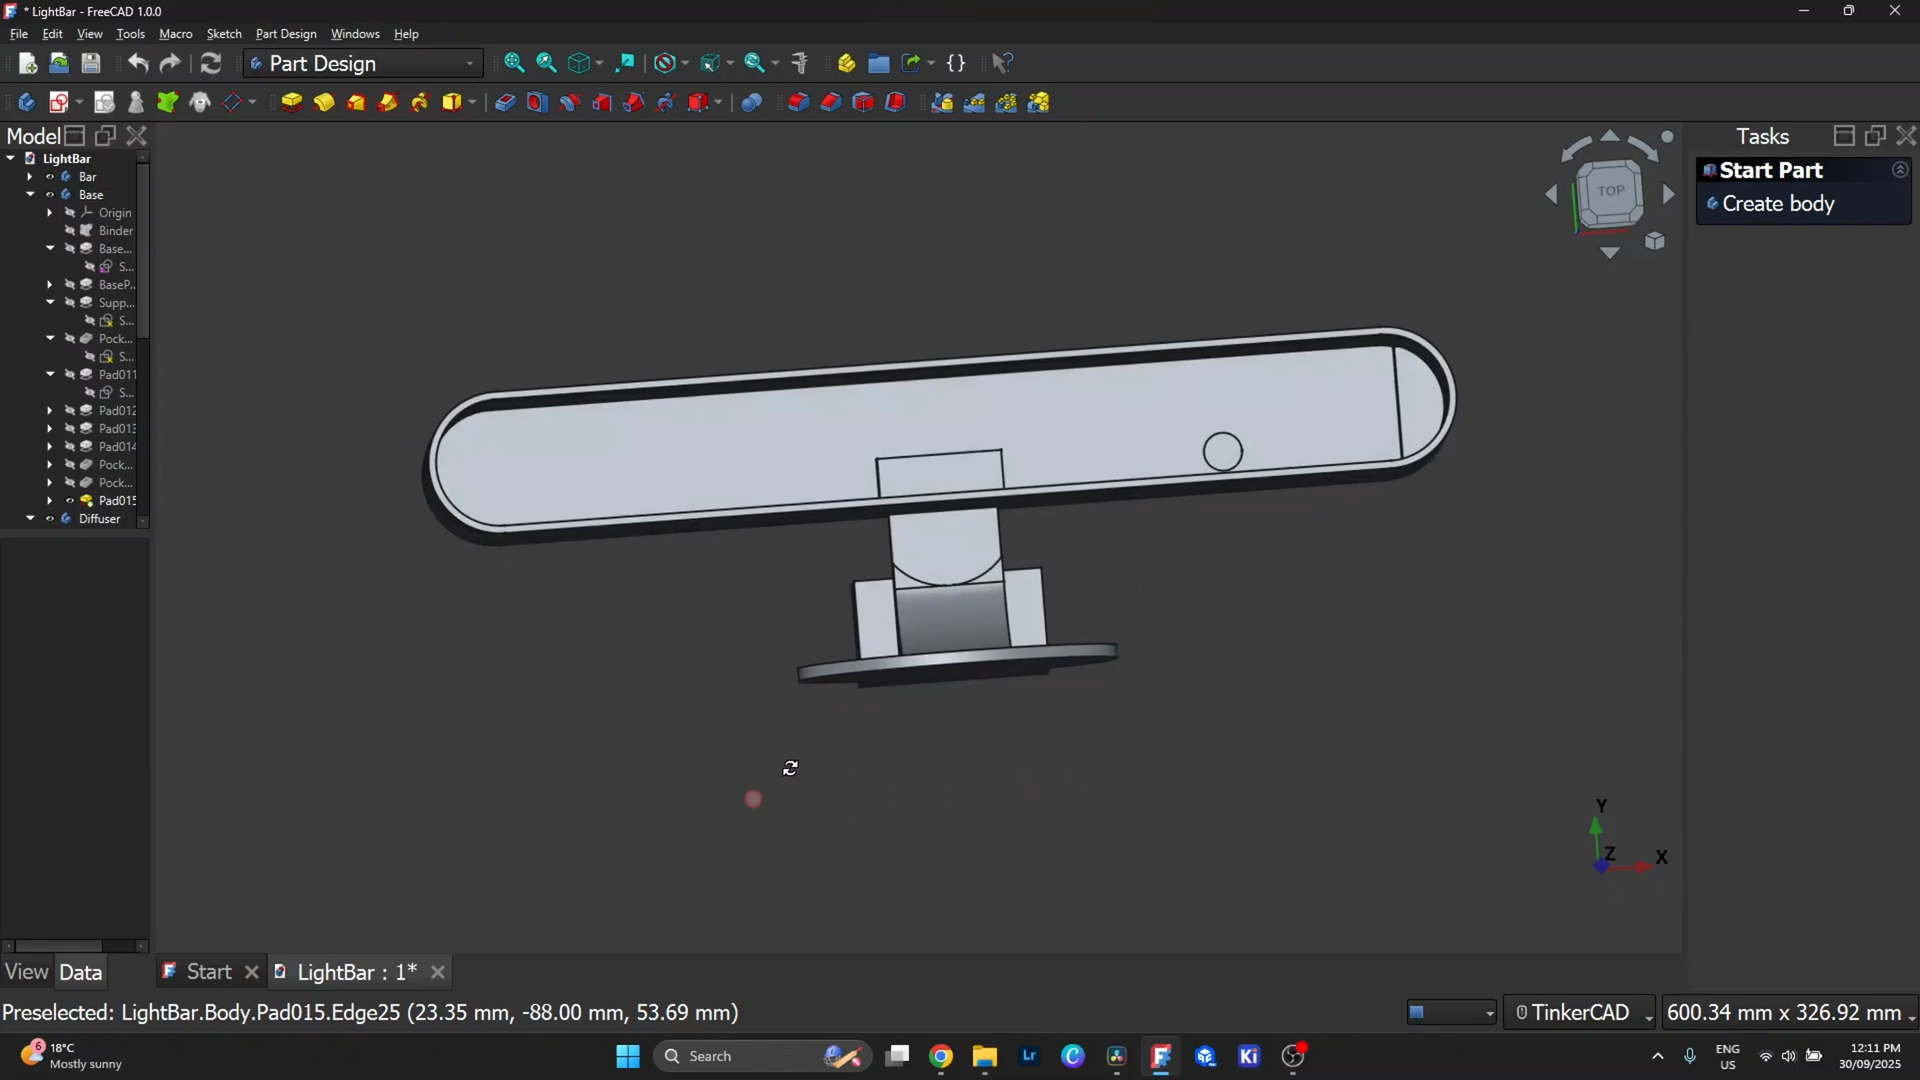 * LightBar - FreeCAD 1.0.0
File Edit View Tools Macro Sketch Part Design Windows Help
Part Design
Model
Tasks
LightBar
Bar
Base
Origin
Binder
Base...
S...
BaseP...
Supp...
S...
Pock...
S...
Pad011
S...
Pad012
Pad013
Pad014
Pock...
Pock...
Pad015
Diffuser
Start Part
Create body
TOP
Y
Z
X
View Data
Start
LightBar : 1*
Preselected: LightBar.Body.Pad015.Edge25 (23.35 mm, -88.00 mm, 53.69 mm)
TinkerCAD
600.34 mm x 326.92 mm
6
18°C
Mostly sunny
Search
Lr
Ki
ENG
US
12:11 PM
30/09/2025